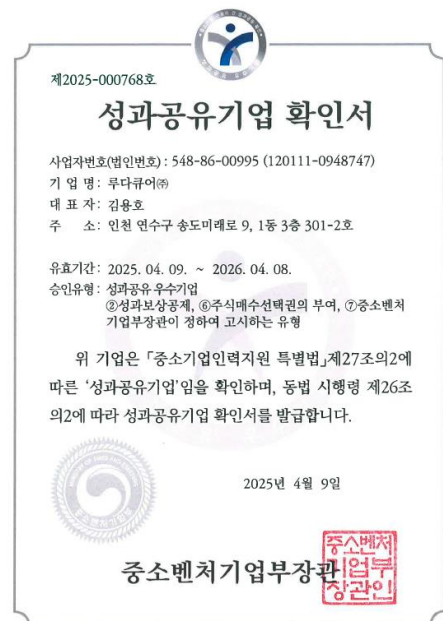 제2025-000768호
성과공유기업 확인서
사업자번호(법인번호) : 548-86-00995 (120111-0948747)
기 업 명 : 루다큐어㈜
대 표 자 : 김용호
주 소 : 인천 연수구 송도미래로 9, 1동 3층 301-2호
유효기간 : 2025. 04. 09. ~ 2026. 04. 08.
승인유형 : 성과공유 우수기업
②성과보상공제, ⑥주식매수선택권의 부여, ⑦중소벤처
기업부장관이 정하여 고시하는 유형
위 기업은 「중소기업인력지원 특별법」제27조의2에
따른 ‘성과공유기업’임을 확인하며, 동법 시행령 제26조
의2에 따라 성과공유기업 확인서를 발급합니다.
2025년 4월 9일
중소벤처기업부
중소벤처기업부장관
중소벤처
기업부
장관인